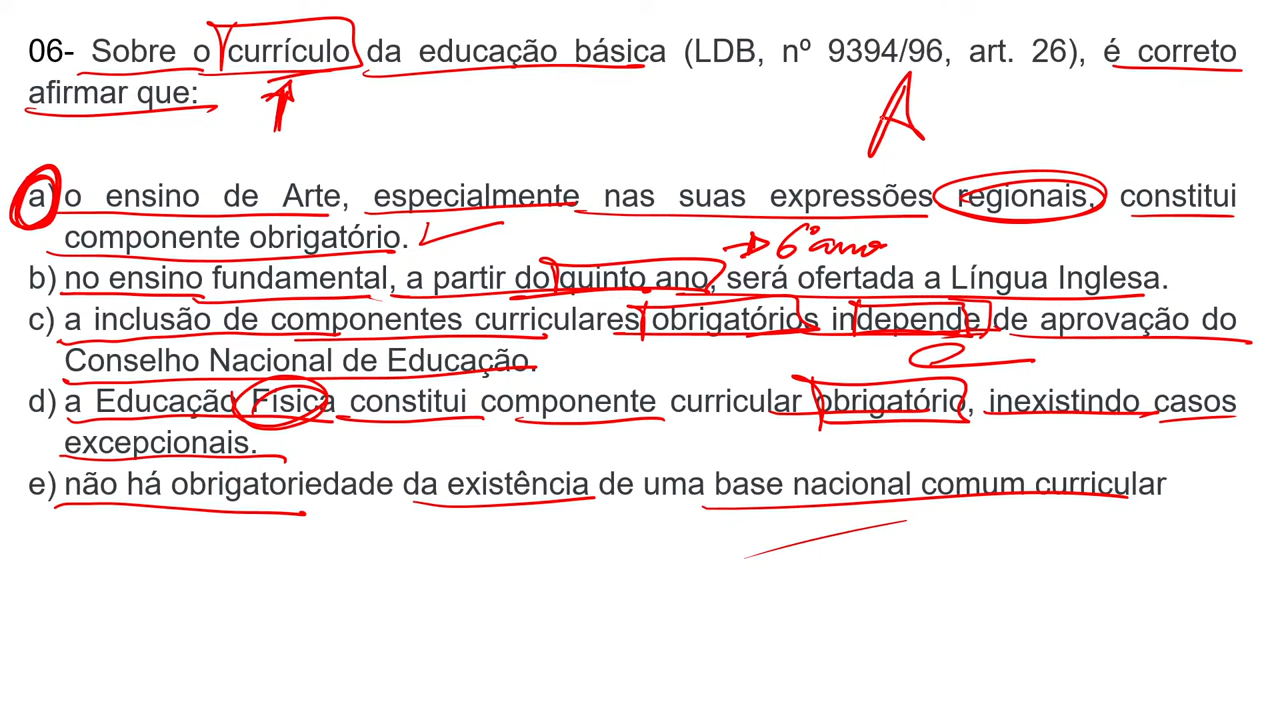 06- Sobre o currículo da educação básica (LDB, nº 9394/96, art. 26), é correto
afirmar que:
A
a) o ensino de Arte, especialmente nas suas expressões regionais, constitui
componente obrigatório.
6º ano
b) no ensino fundamental, a partir do quinto ano, será ofertada a Língua Inglesa.
c) a inclusão de componentes curriculares obrigatórios independe de aprovação do
Conselho Nacional de Educação.
d) a Educação Física constitui componente curricular obrigatório, inexistindo casos
excepcionais.
e) não há obrigatoriedade da existência de uma base nacional comum curricular